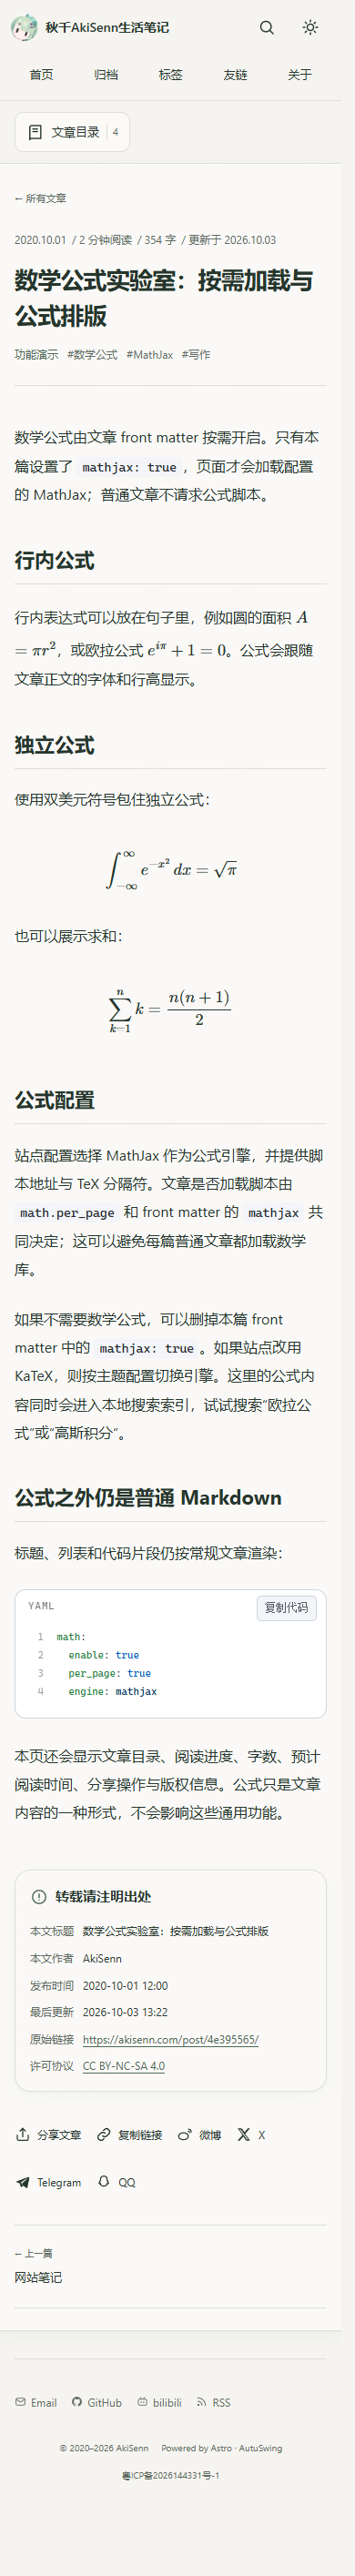 秋千AkiSenn生活笔记
首页 归档 标签 友链 关于
文章目录 4
← 所有文章
2020.10.01 / 2 分钟阅读 / 354 字 / 更新于 2026.10.03
数学公式实验室：按需加载与
公式排版
功能演示 #数学公式 #MathJax #写作
数学公式由文章 front matter 按需开启。只有本
篇设置了 mathjax: true ，页面才会加载配置
的 MathJax；普通文章不请求公式脚本。
行内公式
行内表达式可以放在句子里，例如圆的面积 A
= πr²，或欧拉公式 e^{iπ} + 1 = 0。公式会跟随
文章正文的字体和行高显示。
独立公式
使用双美元符号包住独立公式：
∫_{-∞}^{∞} e^{-x²} dx = √π
也可以展示求和：
∑_{k=1}^{n} k = n(n + 1)/2
公式配置
站点配置选择 MathJax 作为公式引擎，并提供脚
本地址与 TeX 分隔符。文章是否加载脚本由
math.per_page 和 front matter 的 mathjax 共
同决定；这可以避免每篇普通文章都加载数学
库。
如果不需要数学公式，可以删掉本篇 front
matter 中的 mathjax: true 。如果站点改用
KaTeX，则按主题配置切换引擎。这里的公式内
容同时会进入本地搜索索引，试试搜索“欧拉公
式”或“高斯积分”。
公式之外仍是普通 Markdown
标题、列表和代码片段仍按常规文章渲染：
YAML 复制代码
1 math:
2 enable: true
3 per_page: true
4 engine: mathjax
本页还会显示文章目录、阅读进度、字数、预计
阅读时间、分享操作与版权信息。公式只是文章
内容的一种形式，不会影响这些通用功能。
转载请注明出处
本文标题 数学公式实验室：按需加载与公式排版
本文作者 AkiSenn
发布时间 2020-10-01 12:00
最后更新 2026-10-03 13:22
原始链接 https://akisenn.com/post/4e395565/
许可协议 CC BY-NC-SA 4.0
分享文章 复制链接 微博 X
Telegram QQ
← 上一篇
网站笔记
Email GitHub bilibili RSS
© 2020–2026 AkiSenn Powered by Astro · AutuSwing
粤ICP备2026144331号-1